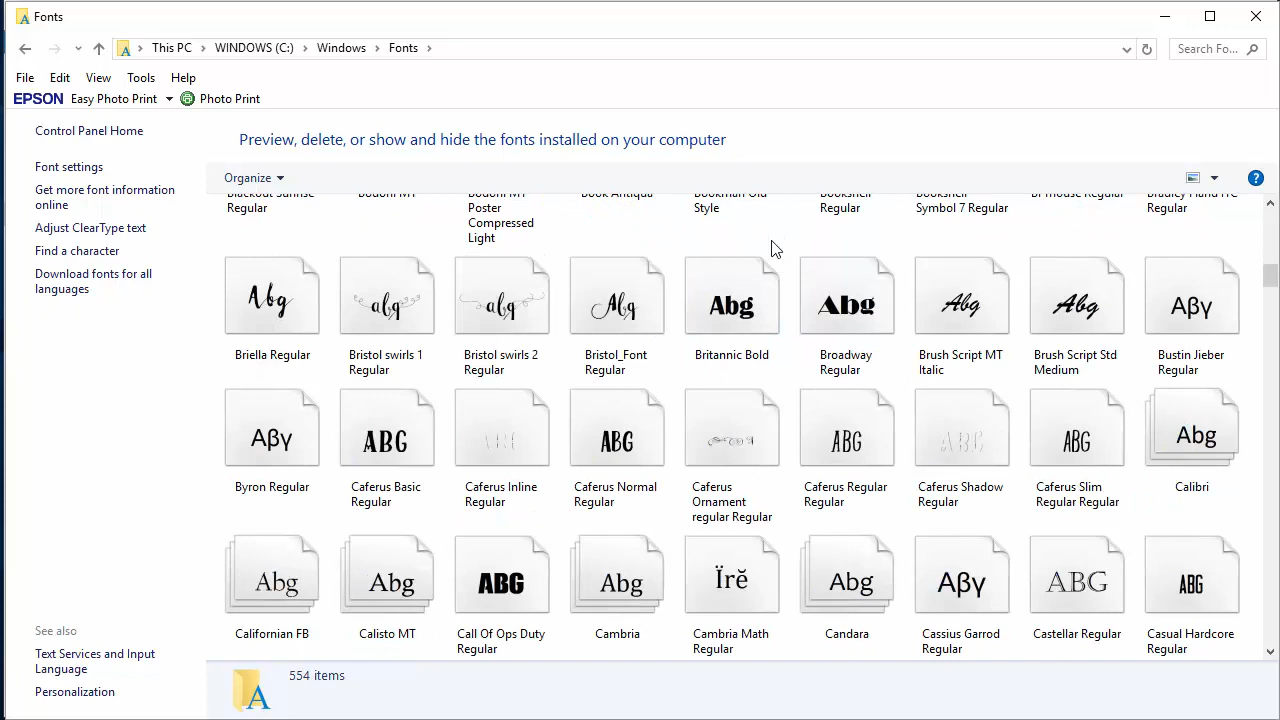 Fonts
This PC
WINDOWS (C:)
Windows
Fonts
Search Fo...
File
Edit
View
Tools
Help
EPSON
Easy Photo Print
Photo Print
Control Panel Home
Font settings
Get more font information
online
Adjust ClearType text
Find a character
Download fonts for all
languages
See also
Text Services and Input
Language
Personalization
Preview, delete, or show and hide the fonts installed on your computer
Organize
Regular
Poster
Compressed
Light
Book Antiqua
Bookman Old
Style
Regular
Symbol 7 Regular
Regular
Abg
abg
abg
Abg
Abg
Abg
Abg
Abg
Αβγ
Briella Regular
Bristol swirls 1
Regular
Bristol swirls 2
Regular
Bristol_Font
Regular
Britannic Bold
Broadway
Regular
Brush Script MT
Italic
Brush Script Std
Medium
Bustin Jieber
Regular
Αβγ
ABG
ABG
ABG
ABG
ABG
Abg
Byron Regular
Caferus Basic
Regular
Caferus Inline
Regular
Caferus Normal
Regular
Caferus
Ornament
regular Regular
Caferus Regular
Regular
Caferus Shadow
Regular
Caferus Slim
Regular Regular
Calibri
Abg
Abg
ABG
Abg
Ïrĕ
Abg
Αβγ
ABG
ABG
Californian FB
Calisto MT
Call Of Ops Duty
Regular
Cambria
Cambria Math
Regular
Candara
Cassius Garrod
Regular
Castellar Regular
Casual Hardcore
Regular
554 items